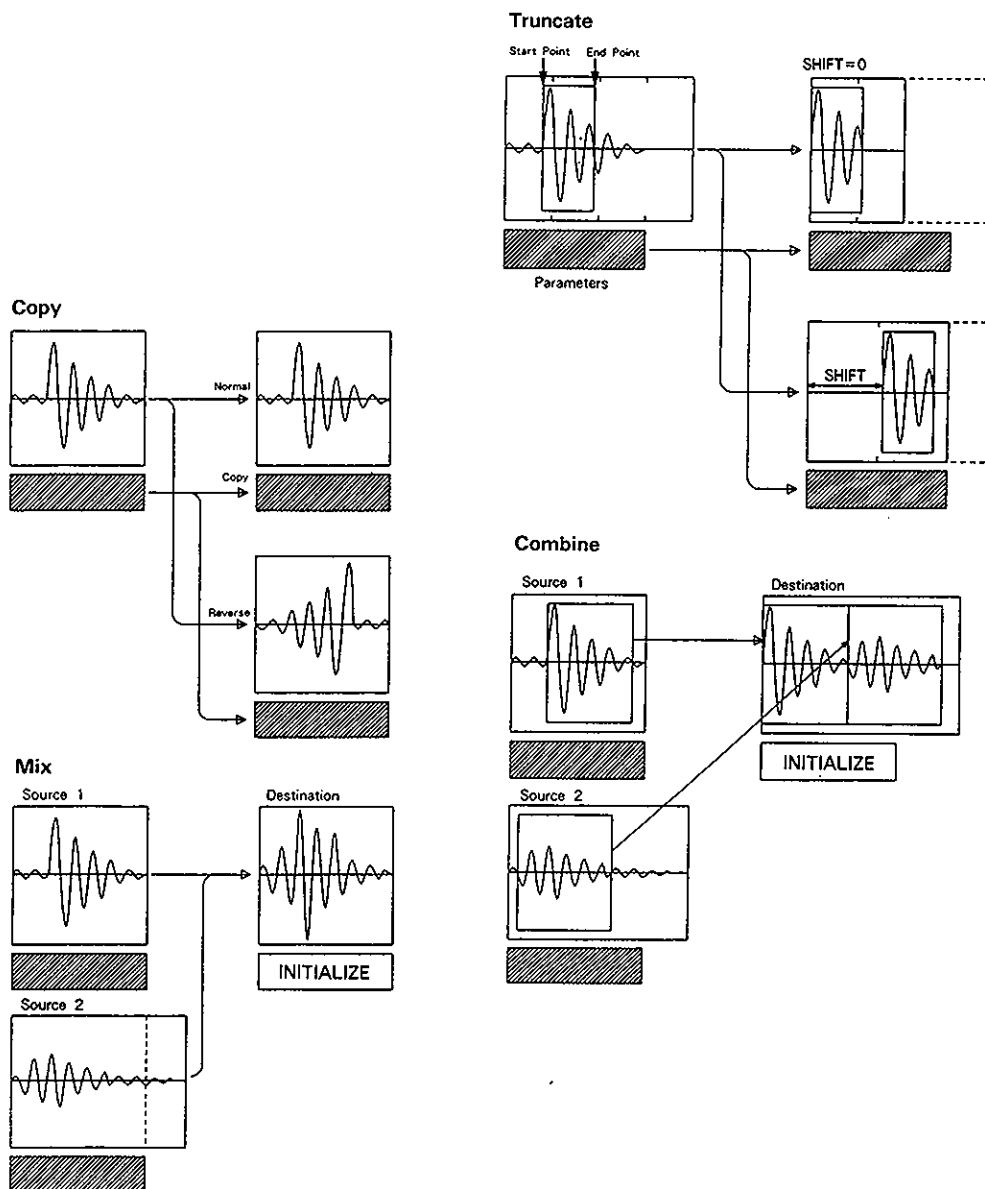 Truncate
Start Point
End Point
SHIFT=0
Parameters
SHIFT
Copy
Normal
Copy
Reverse
Combine
Source 1
Destination
INITIALIZE
Source 2
Mix
Source 1
Destination
INITIALIZE
Source 2